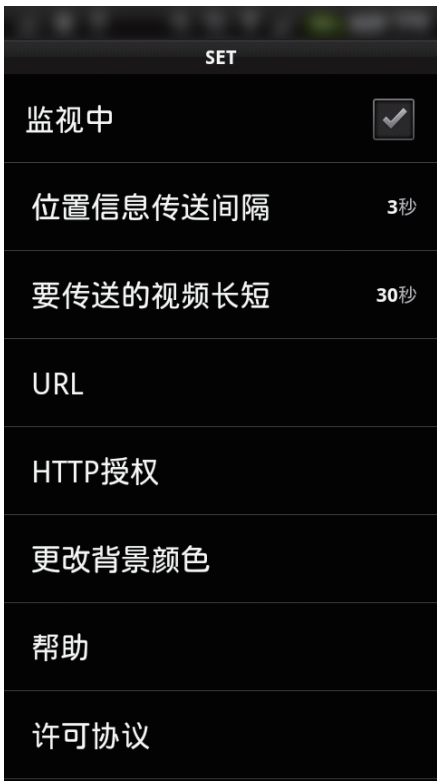 SET
监视中
位置信息传送间隔 3秒
要传送的视频长短 30秒
URL
HTTP授权
更改背景颜色
帮助
许可协议